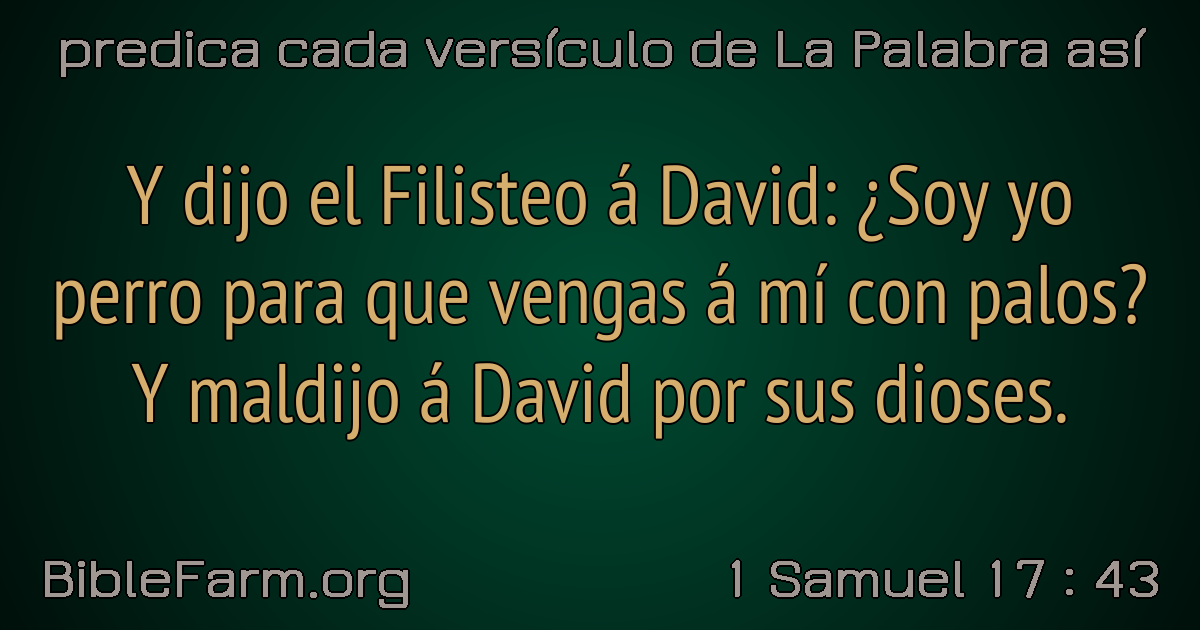 predica cada versículo de La Palabra así
Y dijo el Filisteo á David: ¿Soy yo
perro para que vengas á mí con palos?
Y maldijo á David por sus dioses.
BibleFarm.org
1 Samuel 17 : 43